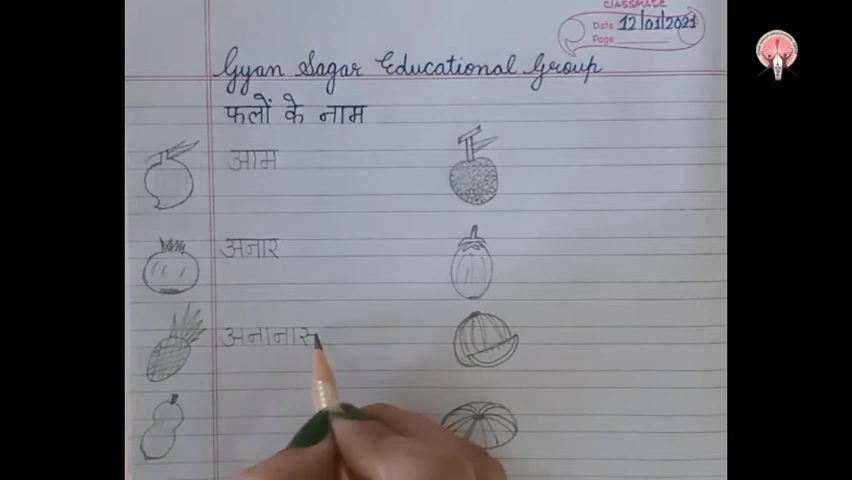 CLASSMATE
Date 12/01/2021
Page
Gyan Sagar Educational Group
फलों के नाम
आम
अनार
अनानास